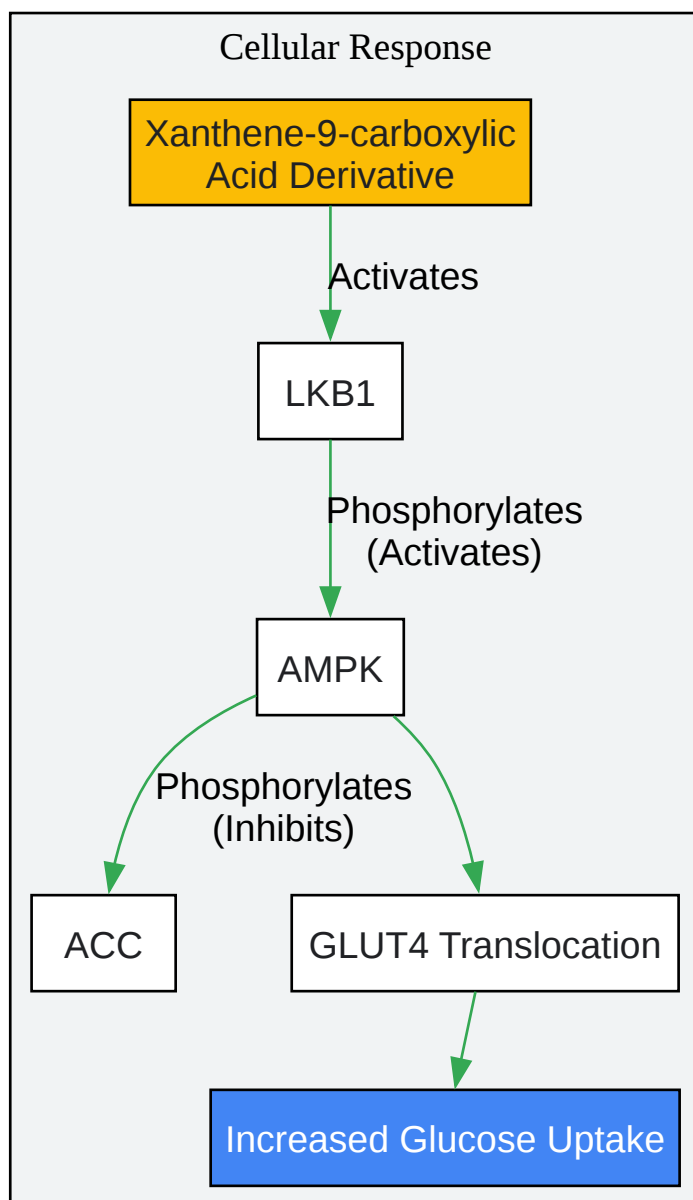 Cellular Response
Xanthene-9-carboxylic
Acid Derivative
Activates
LKB1
Phosphorylates
(Activates)
AMPK
Phosphorylates
(Inhibits)
ACC
GLUT4 Translocation
Increased Glucose Uptake